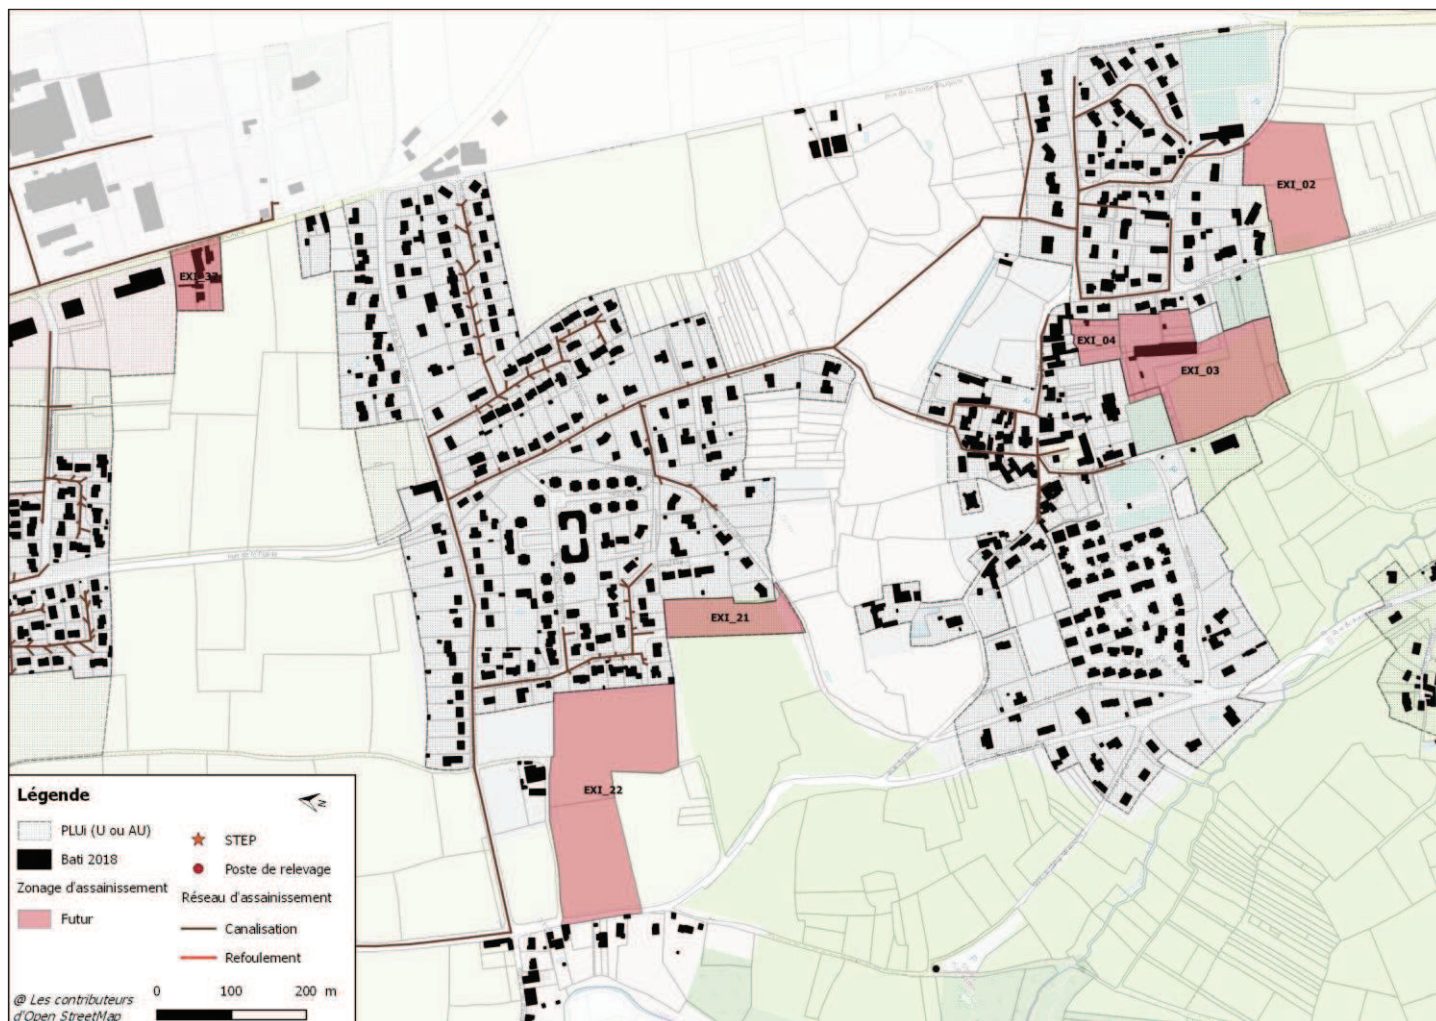 EXI_02
EXI_37
EXI_04
EXI_03
EXI_21
EXI_22
Légende
N
PLUi (U ou AU)
Bati 2018
Zonage d'assainissement
Futur
STEP
Poste de relevage
Réseau d'assainissement
Canalisation
Refoulement
0 100 200 m
@ Les contributeurs
d'Open StreetMap